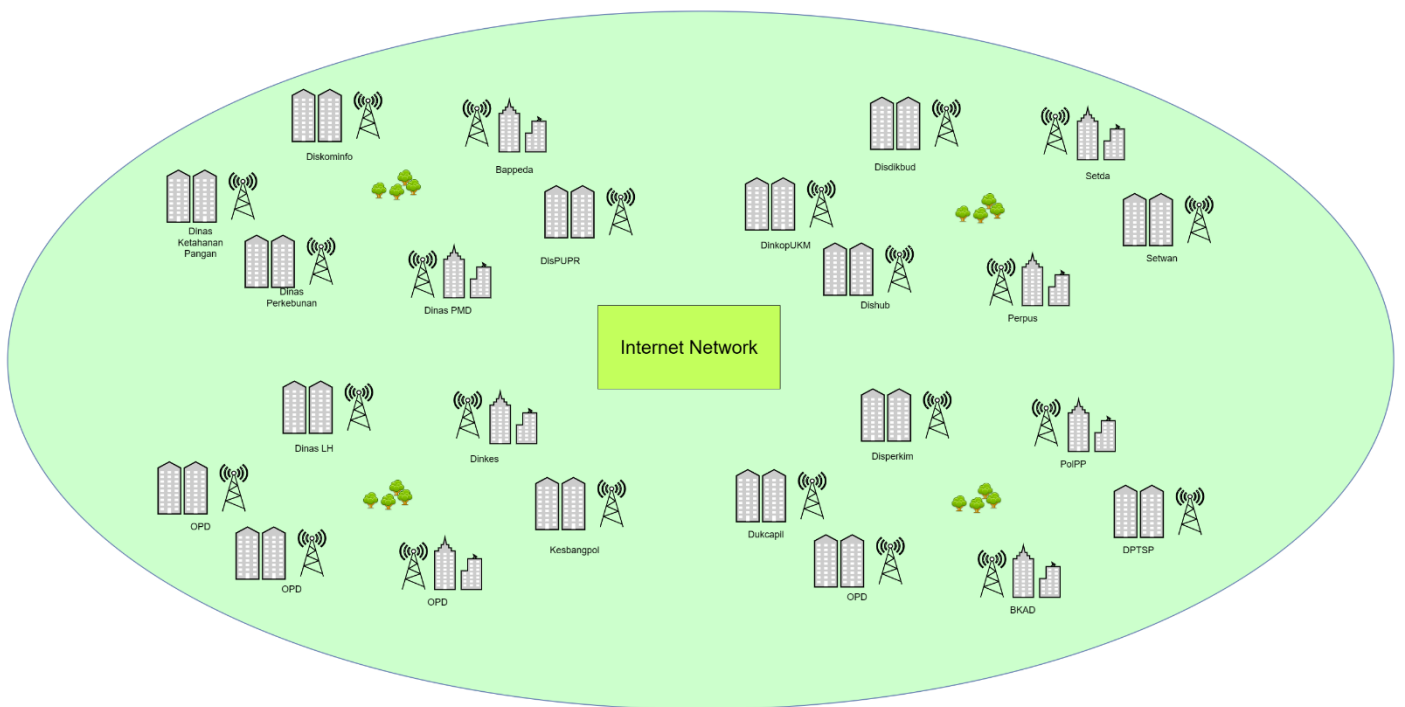 Diskominfo
Bappeda
Dinas
Ketahanan
Pangan
DisPUPR
Dinas
Perkebunan
Dinas PMD
Disdikbud
Setda
DinkopUKM
Setwan
Dishub
Perpus
Internet Network
Dinas LH
Dinkes
OPD
Kesbangpol
OPD
OPD
Disperkim
PolPP
Dukcapil
DPTSP
OPD
BKAD